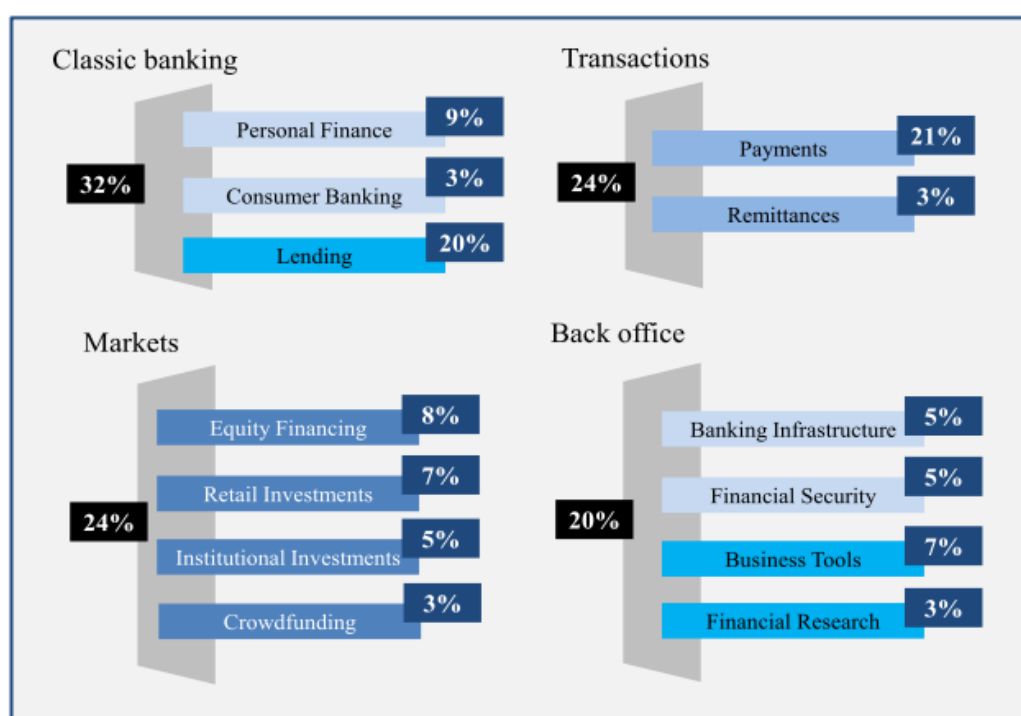 Classic banking
Personal Finance 9%
32%
Consumer Banking 3%
Lending 20%
Transactions
Payments 21%
24%
Remittances 3%
Markets
Equity Financing 8%
Retail Investments 7%
24%
Institutional Investments 5%
Crowdfunding 3%
Back office
Banking Infrastructure 5%
Financial Security 5%
20%
Business Tools 7%
Financial Research 3%